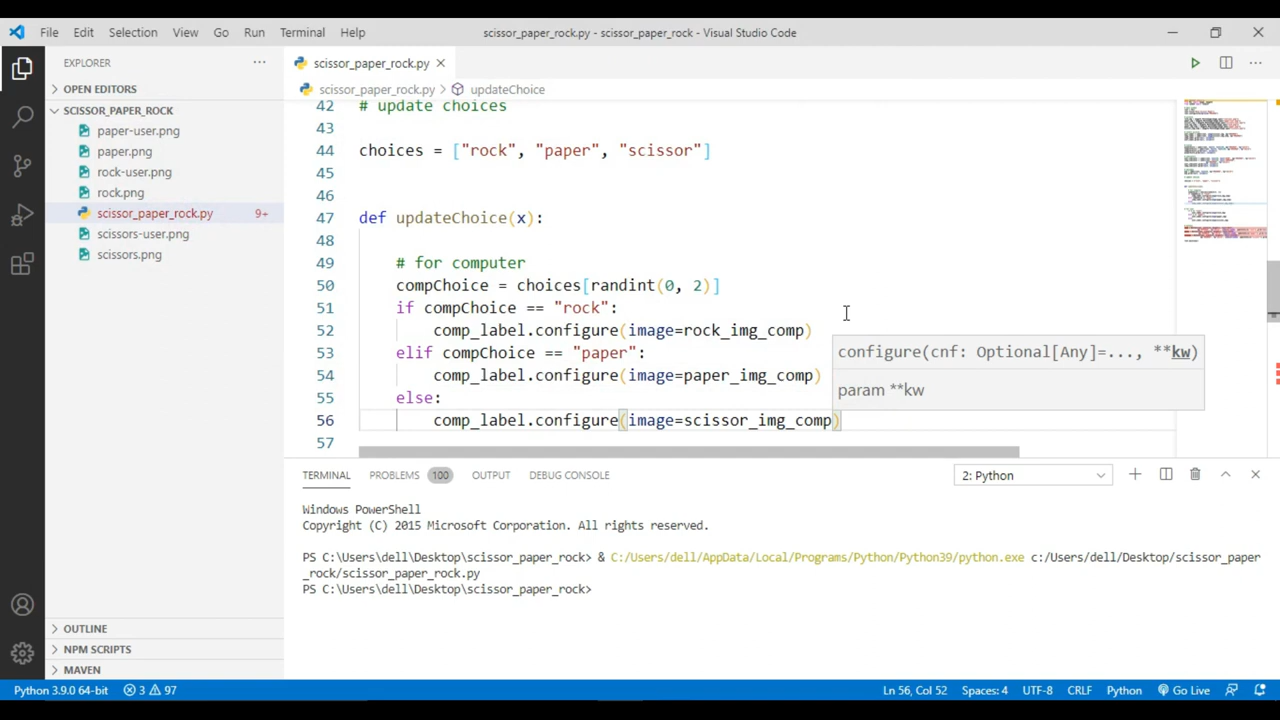 File Edit Selection View Go Run Terminal Help
scissor_paper_rock.py - scissor_paper_rock - Visual Studio Code
EXPLORER
OPEN EDITORS
SCISSOR_PAPER_ROCK
paper-user.png
paper.png
rock-user.png
rock.png
scissor_paper_rock.py 9+
scissors-user.png
scissors.png
OUTLINE
NPM SCRIPTS
MAVEN
scissor_paper_rock.py
scissor_paper_rock.py > updateChoice
42 # update choices
43
44 choices = ["rock", "paper", "scissor"]
45
46
47 def updateChoice(x):
48
49 # for computer
50 compChoice = choices[randint(0, 2)]
51 if compChoice == "rock":
52 comp_label.configure(image=rock_img_comp)
53 elif compChoice == "paper":
54 comp_label.configure(image=paper_img_comp)
55 else:
56 comp_label.configure(image=scissor_img_comp)
57
configure(cnf: Optional[Any]=..., **kw)
param **kw
TERMINAL PROBLEMS 100 OUTPUT DEBUG CONSOLE 2: Python
Windows PowerShell
Copyright (C) 2015 Microsoft Corporation. All rights reserved.
PS C:\Users\dell\Desktop\scissor_paper_rock> & C:/Users/dell/AppData/Local/Programs/Python/Python39/python.exe c:/Users/dell/Desktop/scissor_paper
_rock/scissor_paper_rock.py
PS C:\Users\dell\Desktop\scissor_paper_rock>
Python 3.9.0 64-bit 3 97 Ln 56, Col 52 Spaces: 4 UTF-8 CRLF Python Go Live